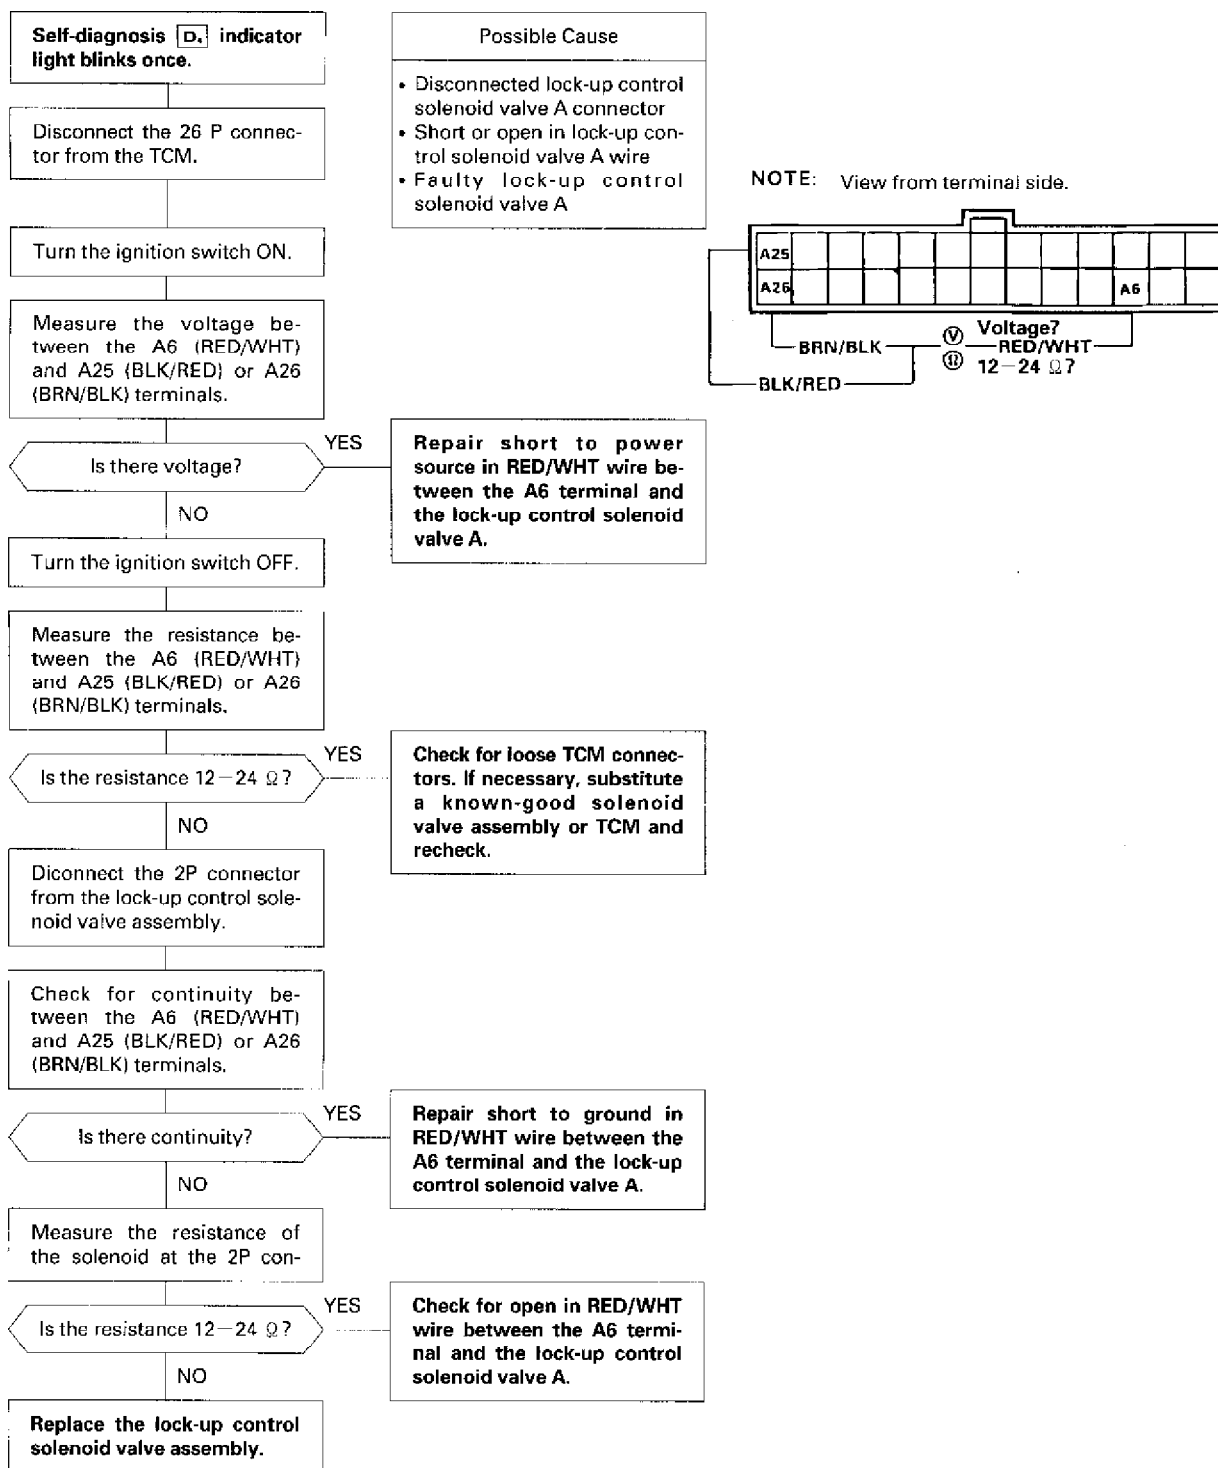 Self-diagnosis D4 indicator
light blinks once.
Possible Cause
• Disconnected lock-up control
solenoid valve A connector
• Short or open in lock-up con-
trol solenoid valve A wire
• Faulty lock-up control
solenoid valve A
Disconnect the 26 P connec-
tor from the TCM.
NOTE: View from terminal side.
A25
A26
A6
BRN/BLK
BLK/RED
V Voltage?
RED/WHT
Ω 12-24 Ω?
Turn the ignition switch ON.
Measure the voltage be-
tween the A6 (RED/WHT)
and A25 (BLK/RED) or A26
(BRN/BLK) terminals.
Is there voltage?
YES
Repair short to power
source in RED/WHT wire be-
tween the A6 terminal and
the lock-up control solenoid
valve A.
NO
Turn the ignition switch OFF.
Measure the resistance be-
tween the A6 (RED/WHT)
and A25 (BLK/RED) or A26
(BRN/BLK) terminals.
Is the resistance 12-24 Ω?
YES
Check for loose TCM connec-
tors. If necessary, substitute
a known-good solenoid
valve assembly or TCM and
recheck.
NO
Diconnect the 2P connector
from the lock-up control sole-
noid valve assembly.
Check for continuity be-
tween the A6 (RED/WHT)
and A25 (BLK/RED) or A26
(BRN/BLK) terminals.
Is there continuity?
YES
Repair short to ground in
RED/WHT wire between the
A6 terminal and the lock-up
control solenoid valve A.
NO
Measure the resistance of
the solenoid at the 2P con-
Is the resistance 12-24 Ω?
YES
Check for open in RED/WHT
wire between the A6 termi-
nal and the lock-up control
solenoid valve A.
NO
Replace the lock-up control
solenoid valve assembly.